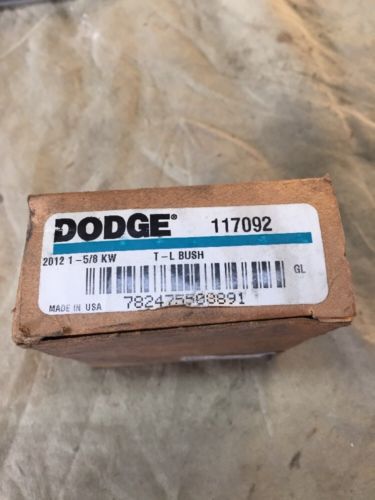 DODGE® 117092
2012 1-5/8 KW T-L BUSH
GL
MADE IN USA 782475508891